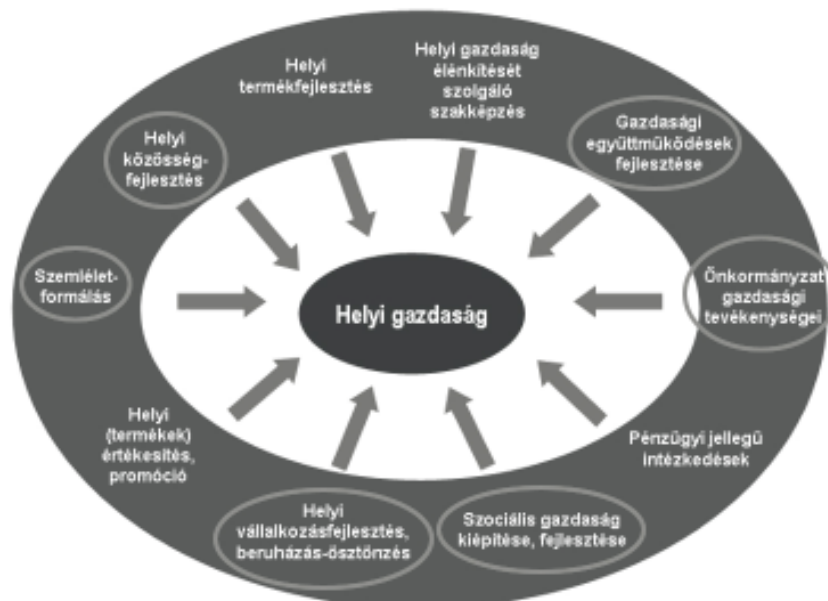 Helyi
termékfejlesztés
Helyi gazdaság
élénkítését
szolgáló
szakképzés
Gazdasági
együttműködések
fejlesztése
Önkormányzat
gazdasági
tevékenységei
Pénzügyi jellegű
intézkedések
Szociális gazdaság
kiépítése, fejlesztése
Helyi
vállalkozásfejlesztés,
beruházás-ösztönzés
Helyi
(termékek)
értékesítés,
promóció
Szemlélet-
formálás
Helyi
közösség-
fejlesztés
Helyi gazdaság